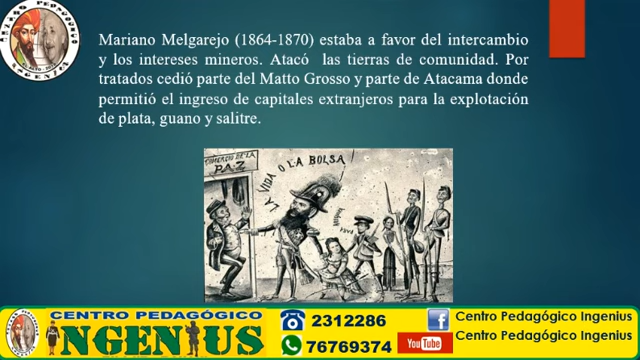 Mariano Melgarejo (1864-1870) estaba a favor del intercambio
y los intereses mineros. Atacó las tierras de comunidad. Por
tratados cedió parte del Matto Grosso y parte de Atacama donde
permitió el ingreso de capitales extranjeros para la explotación
de plata, guano y salitre.
COMERCIO DE LA
PAZ
LA VIDA O LA BOLSA
CENTRO PEDAGÓGICO
INGENIUS
2312286
76769374
Centro Pedagógico Ingenius
YouTube
Centro Pedagógico Ingenius